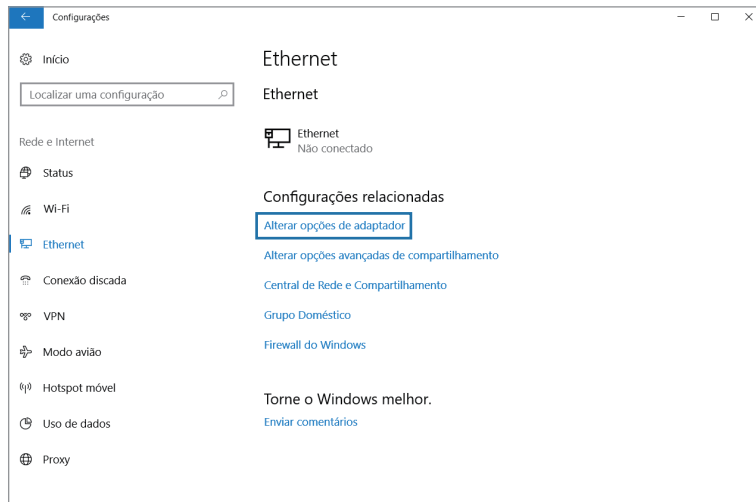 Configurações
Início
Localizar uma configuração
Rede e Internet
Status
Wi-Fi
Ethernet
Conexão discada
VPN
Modo avião
Hotspot móvel
Uso de dados
Proxy
Ethernet
Ethernet
Ethernet
Não conectado
Configurações relacionadas
Alterar opções de adaptador
Alterar opções avançadas de compartilhamento
Central de Rede e Compartilhamento
Grupo Doméstico
Firewall do Windows
Torne o Windows melhor.
Enviar comentários